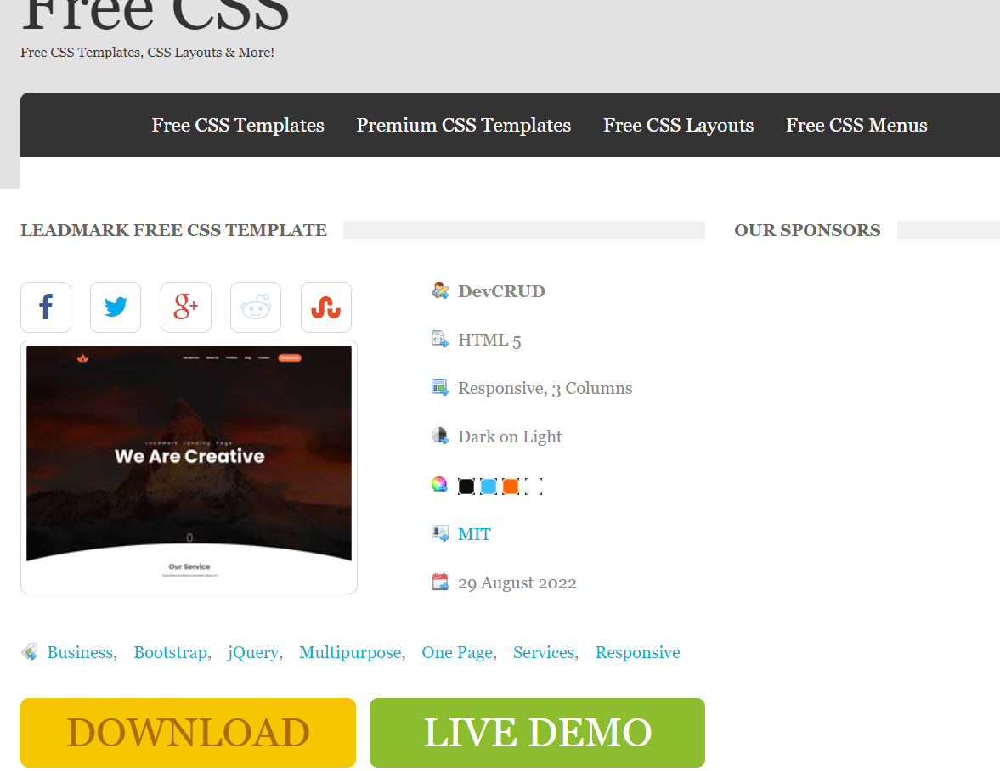 Free CSS
Free CSS Templates, CSS Layouts & More!
Free CSS Templates Premium CSS Templates Free CSS Layouts Free CSS Menus
LEADMARK FREE CSS TEMPLATE
OUR SPONSORS
DevCRUD
HTML 5
Responsive, 3 Columns
Dark on Light
MIT
29 August 2022
LeadMark Landing Page
We Are Creative
Our Service
Business, Bootstrap, jQuery, Multipurpose, One Page, Services, Responsive
DOWNLOAD
LIVE DEMO